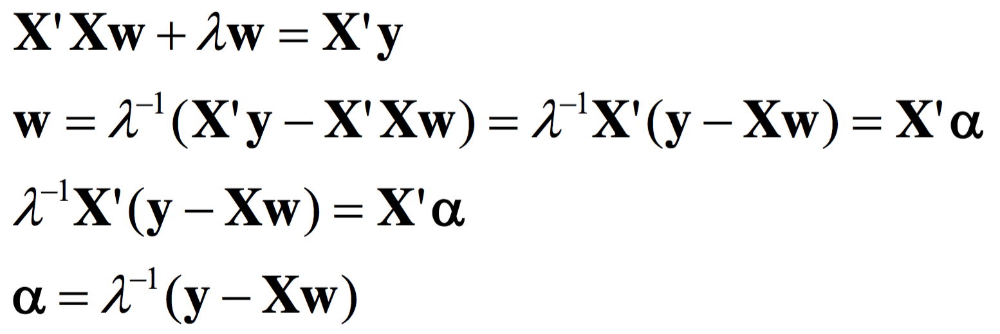 X'Xw + λw = X'y
w = λ⁻¹(X'y − X'Xw) = λ⁻¹X'(y − Xw) = X'α
λ⁻¹X'(y − Xw) = X'α
α = λ⁻¹(y − Xw)